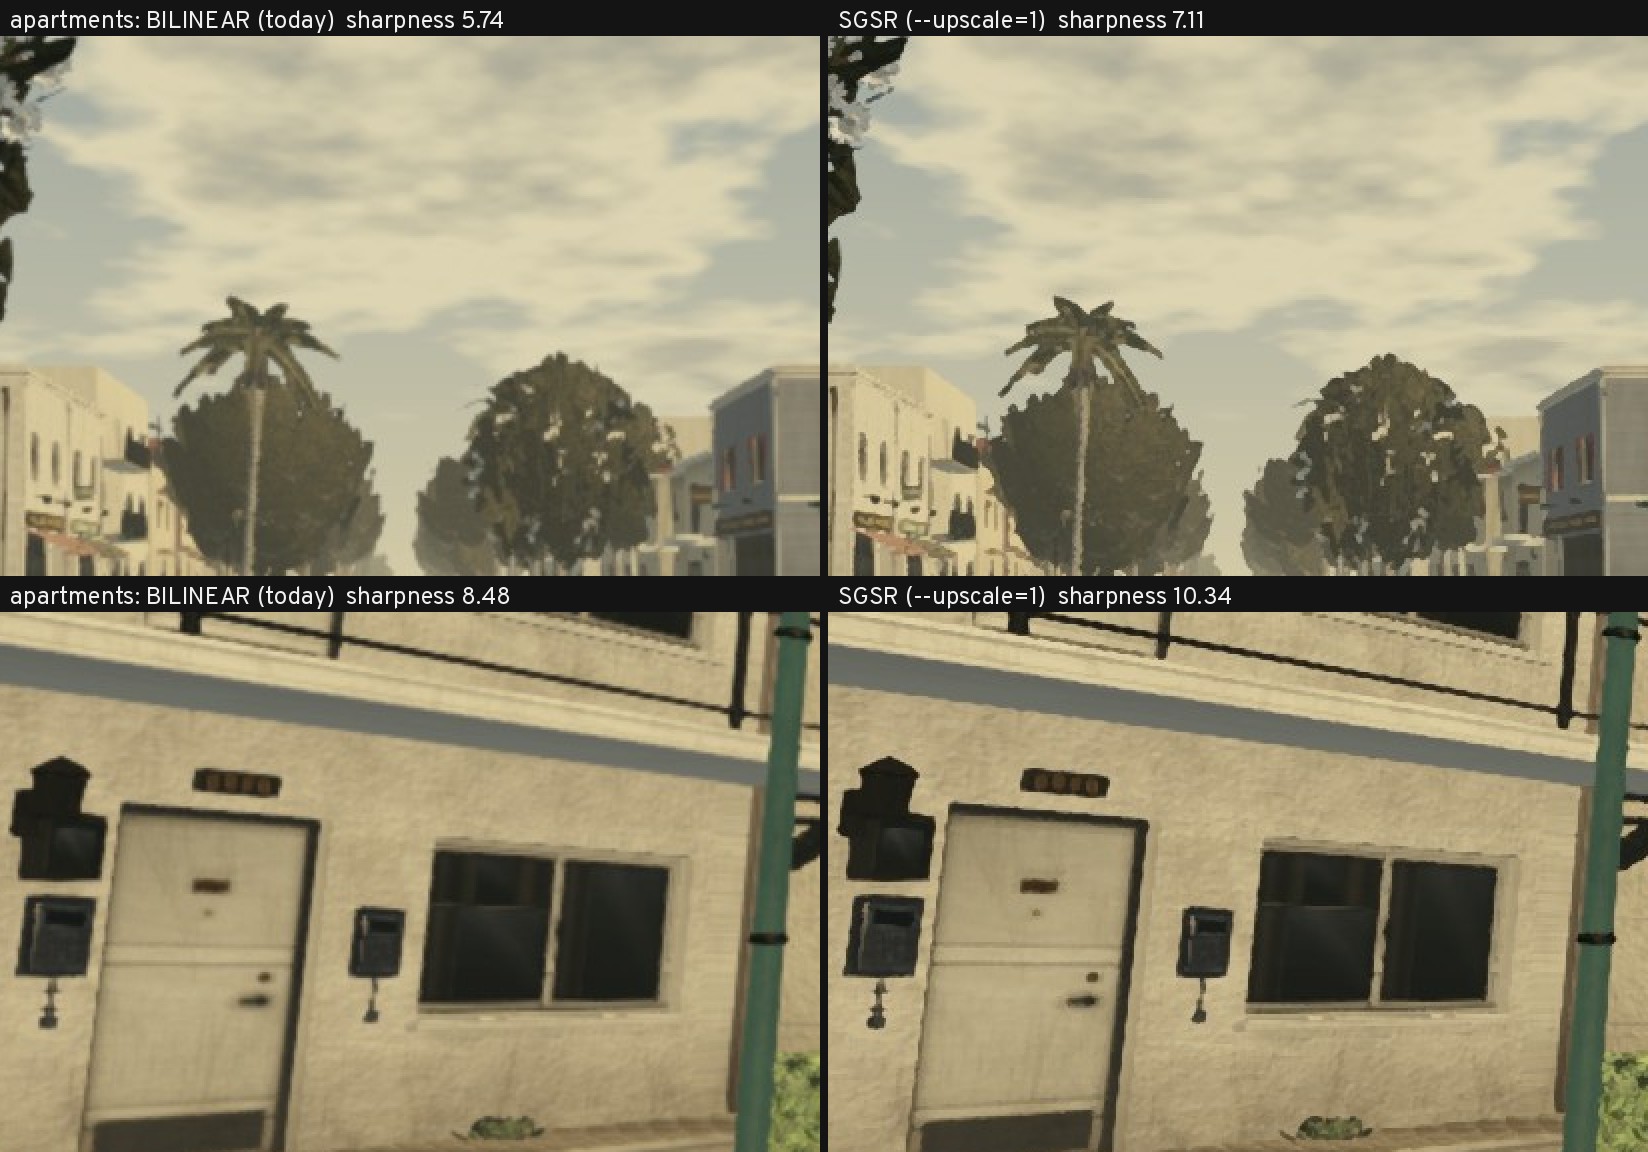 apartments: BILINEAR (today)  sharpness 5.74
SGSR (--upscale=1)  sharpness 7.11
apartments: BILINEAR (today)  sharpness 8.48
SGSR (--upscale=1)  sharpness 10.34